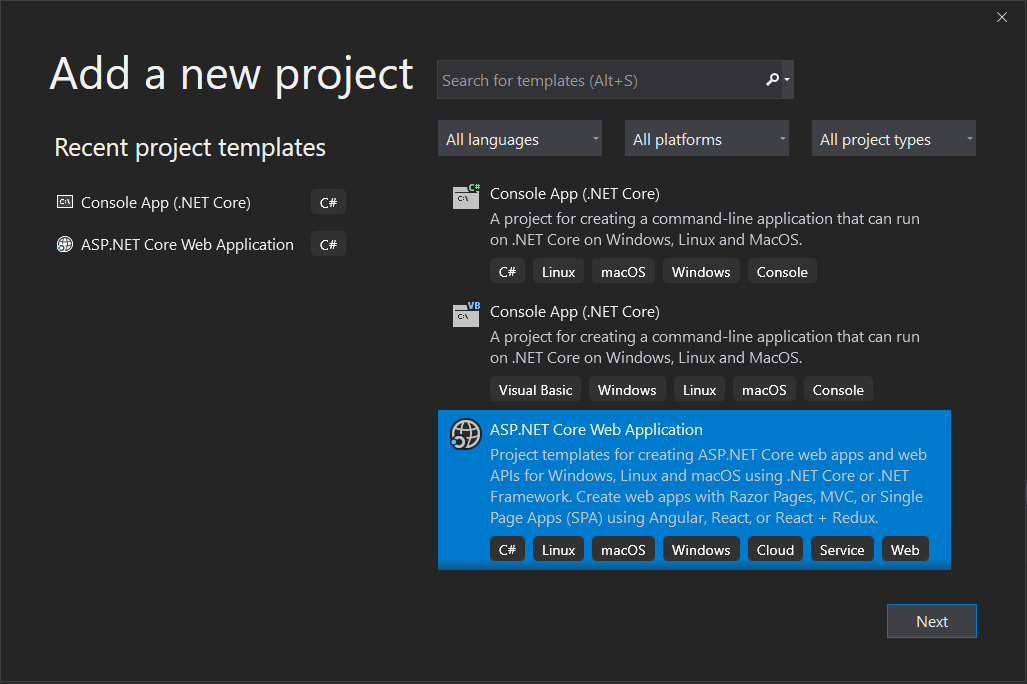 Add a new project
Search for templates (Alt+S)
Recent project templates
Console App (.NET Core) C#
ASP.NET Core Web Application C#
All languages All platforms All project types
C#
C:\
Console App (.NET Core)
A project for creating a command-line application that can run
on .NET Core on Windows, Linux and MacOS.
C# Linux macOS Windows Console
VB
C:\
Console App (.NET Core)
A project for creating a command-line application that can run
on .NET Core on Windows, Linux and MacOS.
Visual Basic Windows Linux macOS Console
ASP.NET Core Web Application
Project templates for creating ASP.NET Core web apps and web
APIs for Windows, Linux and macOS using .NET Core or .NET
Framework. Create web apps with Razor Pages, MVC, or Single
Page Apps (SPA) using Angular, React, or React + Redux.
C# Linux macOS Windows Cloud Service Web
Next